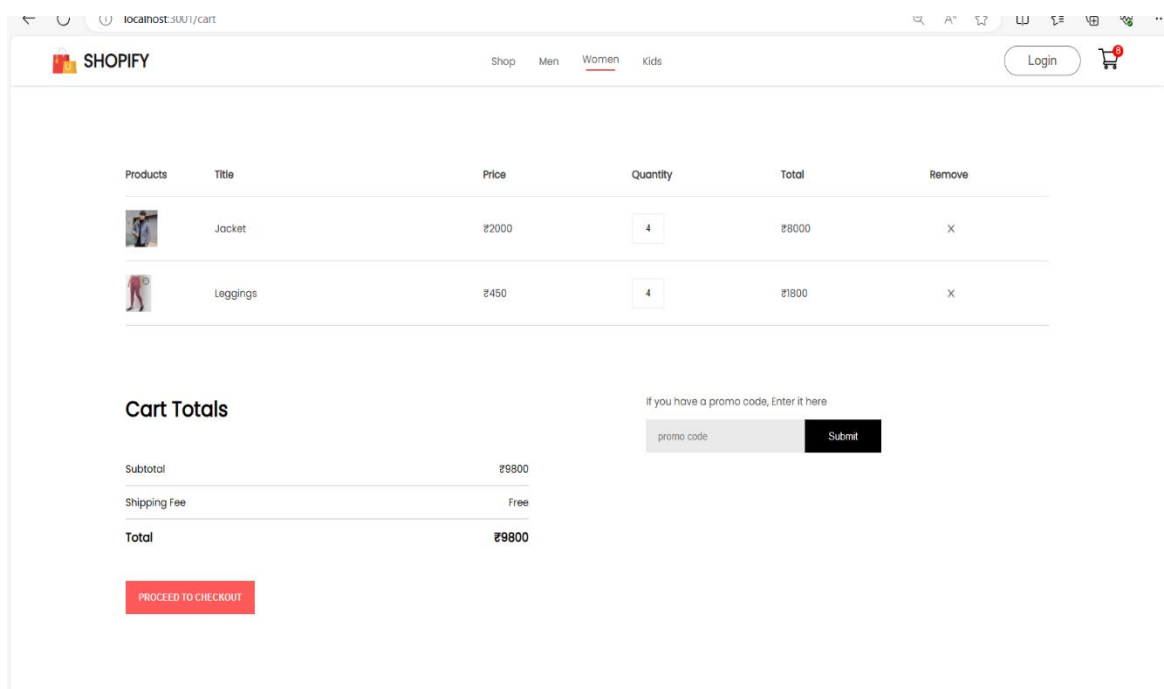 localhost:3001/cart
SHOPIFY Shop Men Women Kids Login 8
Products Title Price Quantity Total Remove
Jacket ₹2000 4 ₹8000 X
Leggings ₹450 4 ₹1800 X
Cart Totals
If you have a promo code, Enter it here
promo code Submit
Subtotal ₹9800
Shipping Fee Free
Total ₹9800
PROCEED TO CHECKOUT